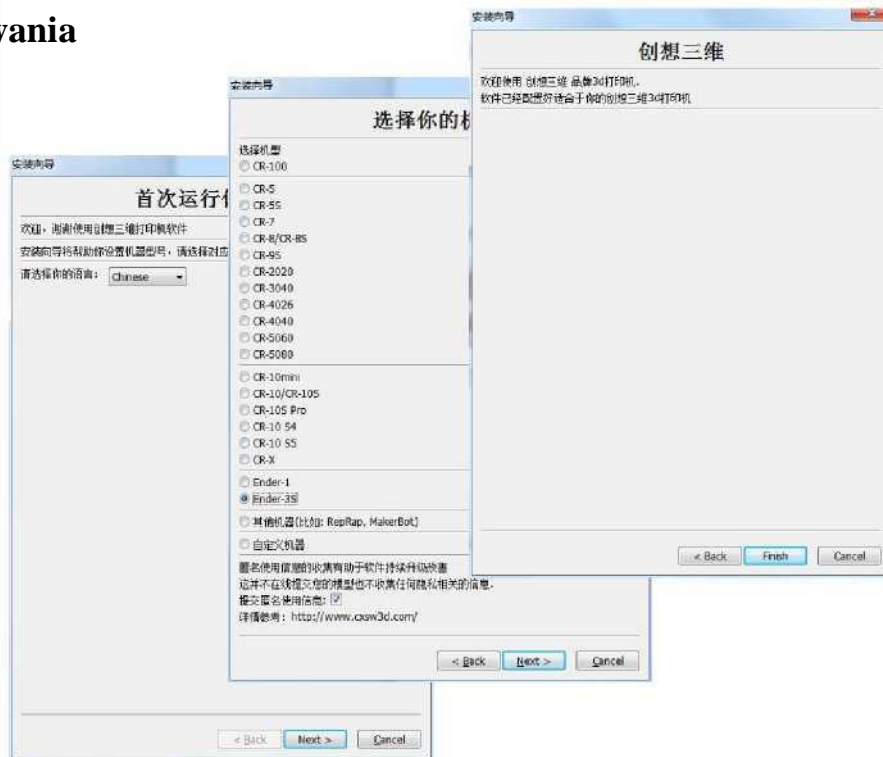 vania
安装向导
首次运行
欢迎，谢谢使用创想三维打印机软件
安装向导将帮助你设置机器型号，请选择对应
请选择你的语言：
Chinese
< Back
Next >
Cancel
安装向导
选择你的机
选择机型
CR-100
CR-5
CR-5S
CR-7
CR-8/CR-8S
CR-9S
CR-2020
CR-3040
CR-4026
CR-4040
CR-5060
CR-5080
CR-10mini
CR-10/CR-10S
CR-10S Pro
CR-10 S4
CR-10 S5
CR-X
Ender-1
Ender-3S
其他机器(比如: RepRap, MakerBot)
自定义机器
匿名使用信息的收集有助于软件持续升级改善
这并不在线提交您的模型也不收集任何隐私相关的信息.
提交匿名使用信息:
详情参考: http://www.cxsw3d.com/
< Back
Next >
Cancel
安装向导
创想三维
欢迎使用 创想三维 品牌3d打印机.
软件已经配置好适合于你的创想三维3d打印机
< Back
Finish
Cancel